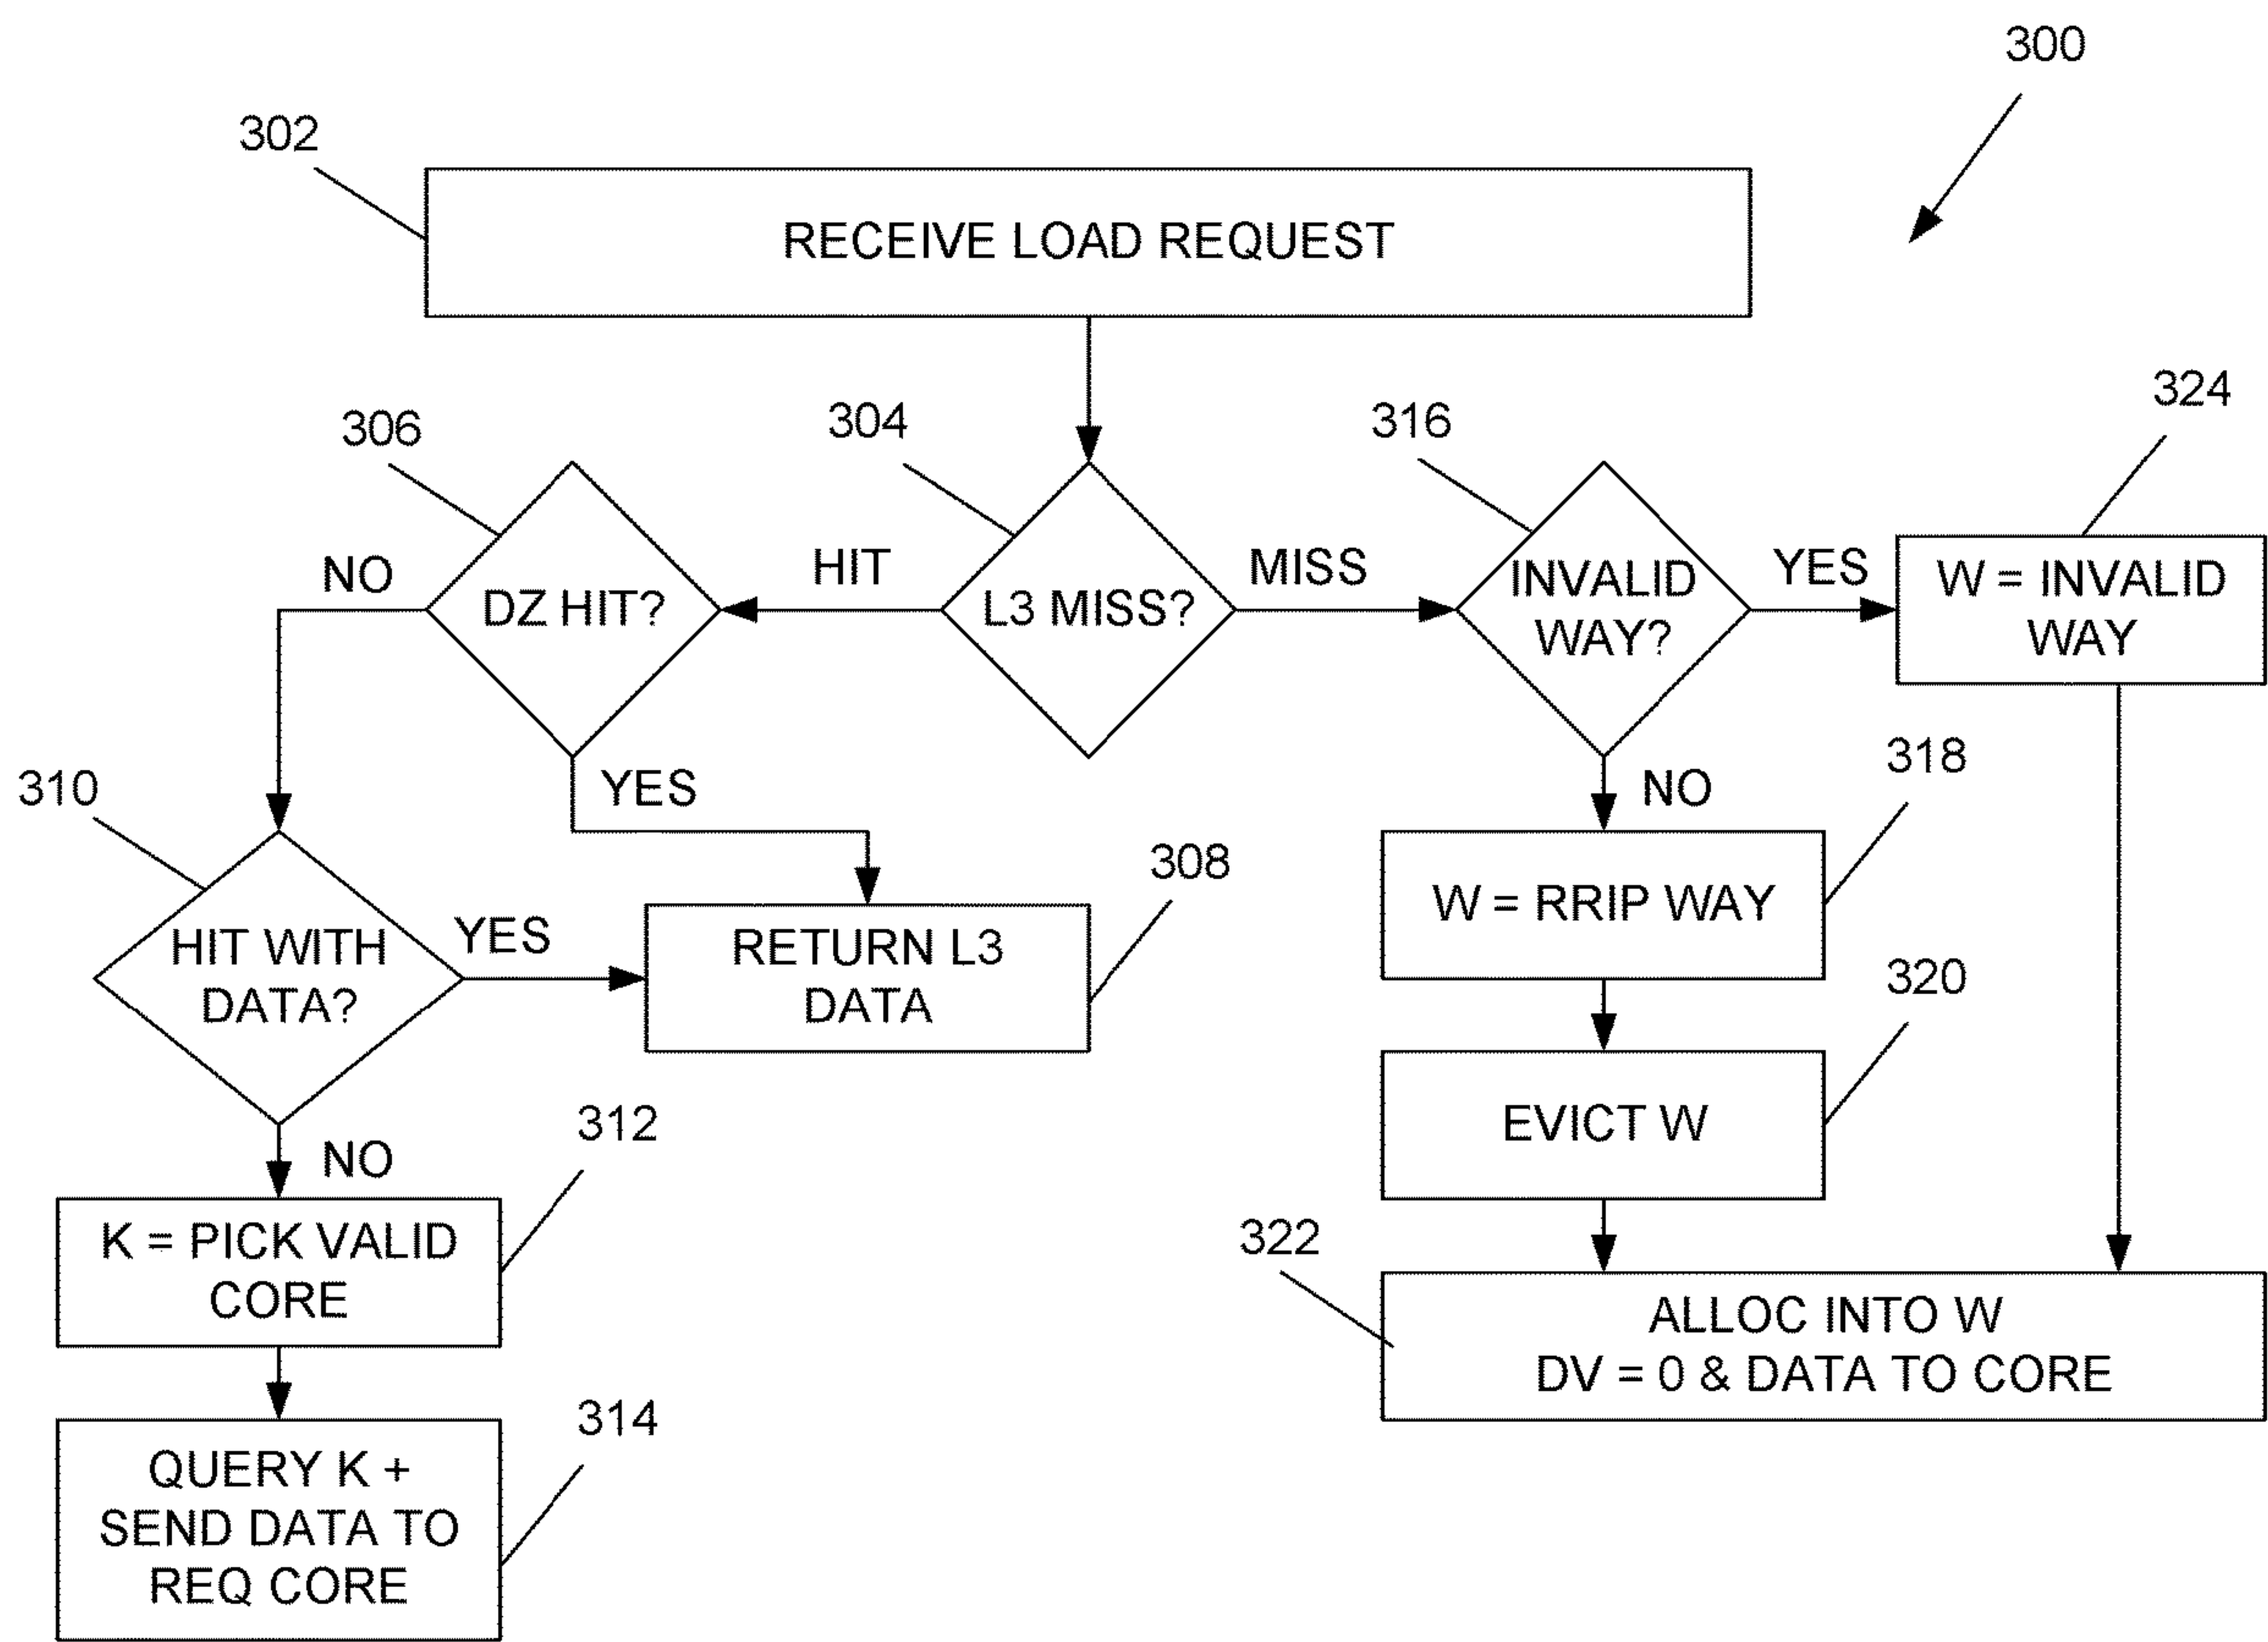 300
302
RECEIVE LOAD REQUEST
324
306
304
316
NO
HIT
MISS
YES
DZ HIT?
L3 MISS?
INVALID
WAY?
W = INVALID
WAY
310
YES
NO
318
308
HIT WITH
DATA?
YES
RETURN L3
DATA
W = RRIP WAY
320
NO
312
EVICT W
K = PICK VALID
CORE
322
ALLOC INTO W
DV = 0 & DATA TO CORE
314
QUERY K +
SEND DATA TO
REQ CORE